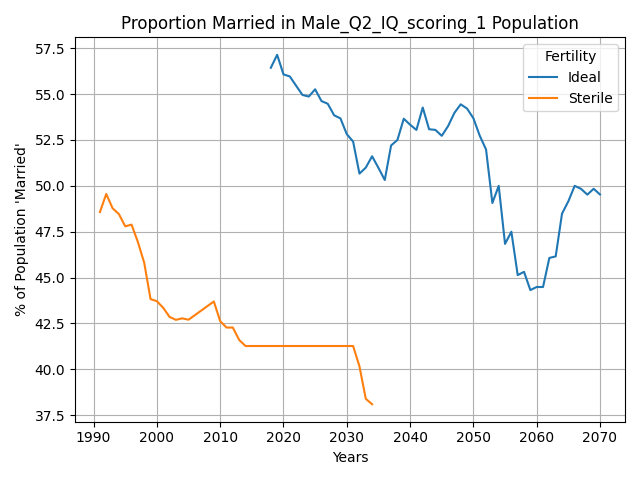 Proportion Married in Male_Q2_IQ_scoring_1 Population
Fertility
Ideal
Sterile
% of Population 'Married'
57.5
55.0
52.5
50.0
47.5
45.0
42.5
40.0
37.5
1990 2000 2010 2020 2030 2040 2050 2060 2070
Years